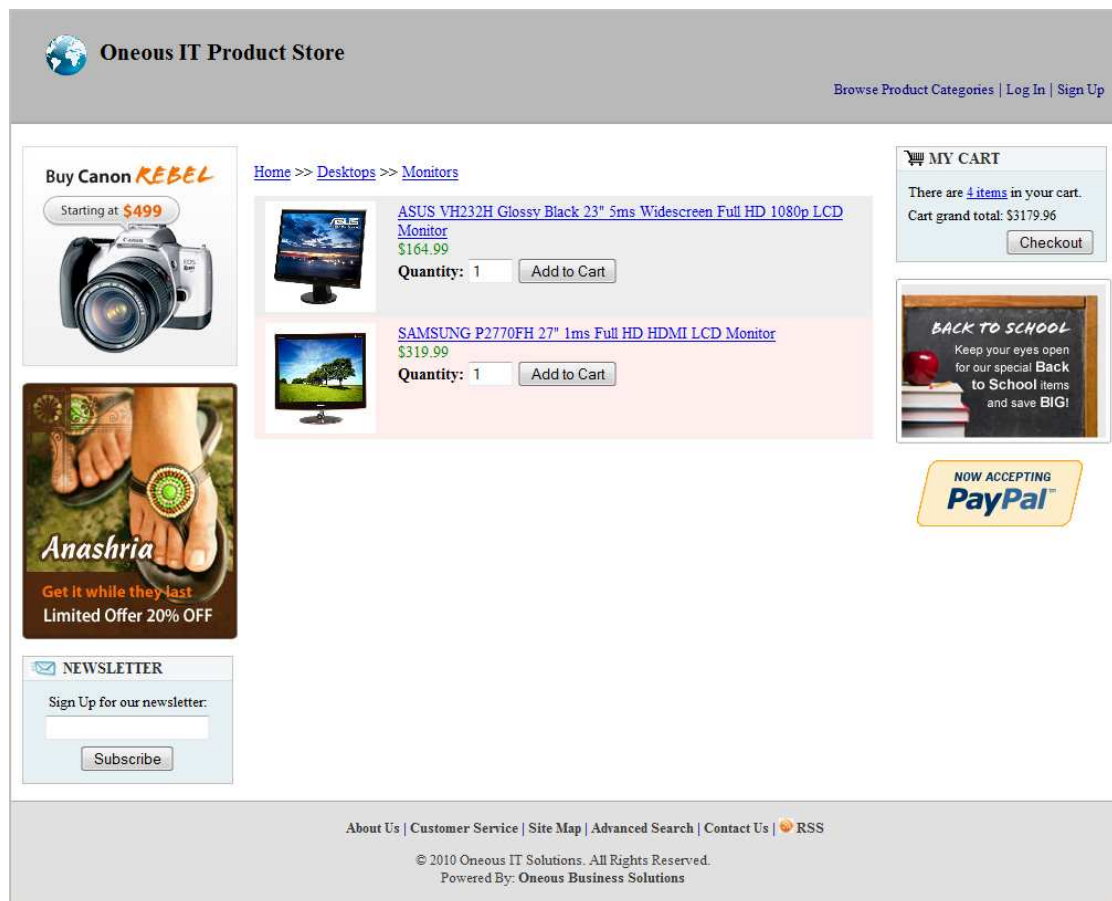 Oneous IT Product Store
Browse Product Categories | Log In | Sign Up
Buy Canon REBEL
Starting at $499
Canon
EOS
Anashria
Get it while they last
Limited Offer 20% OFF
NEWSLETTER
Sign Up for our newsletter:
Subscribe
Home >> Desktops >> Monitors
ASUS
ASUS VH232H Glossy Black 23" 5ms Widescreen Full HD 1080p LCD
Monitor
$164.99
Quantity: 1 Add to Cart
SAMSUNG P2770FH 27" 1ms Full HD HDMI LCD Monitor
$319.99
Quantity: 1 Add to Cart
MY CART
There are 4 items in your cart.
Cart grand total: $3179.96
Checkout
BACK TO SCHOOL
Keep your eyes open
for our special Back
to School items
and save BIG!
NOW ACCEPTING
PayPal™
About Us | Customer Service | Site Map | Advanced Search | Contact Us | RSS
© 2010 Oneous IT Solutions. All Rights Reserved.
Powered By: Oneous Business Solutions